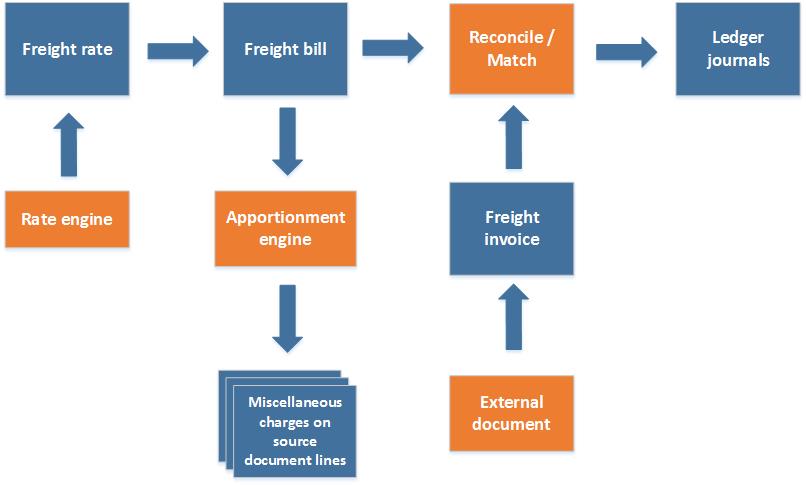 Freight rate
Freight bill
Reconcile /
Match
Ledger
journals
Rate engine
Apportionment
engine
Freight
invoice
Miscellaneous
charges on
source
document lines
External
document